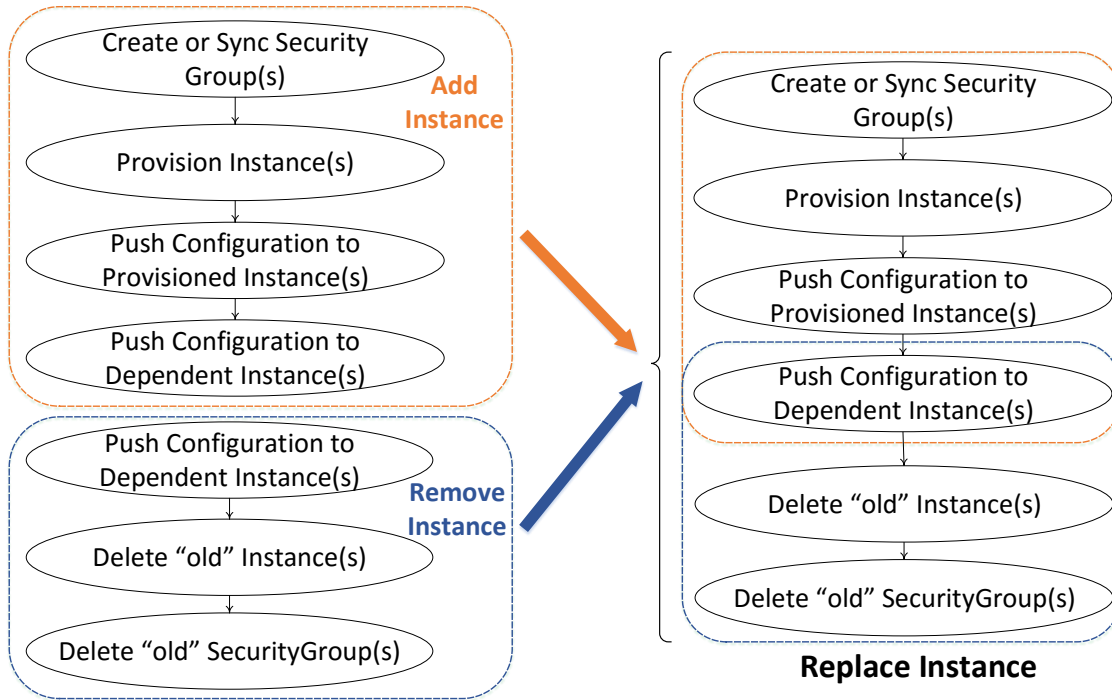 Create or Sync Security
Group(s)
Add
Instance
Provision Instance(s)
Push Configuration to
Provisioned Instance(s)
Push Configuration to
Dependent Instance(s)
Push Configuration to
Dependent Instance(s)
Remove
Instance
Delete “old” Instance(s)
Delete “old” SecurityGroup(s)
Create or Sync Security
Group(s)
Provision Instance(s)
Push Configuration to
Provisioned Instance(s)
Push Configuration to
Dependent Instance(s)
Delete “old” Instance(s)
Delete “old” SecurityGroup(s)
Replace Instance